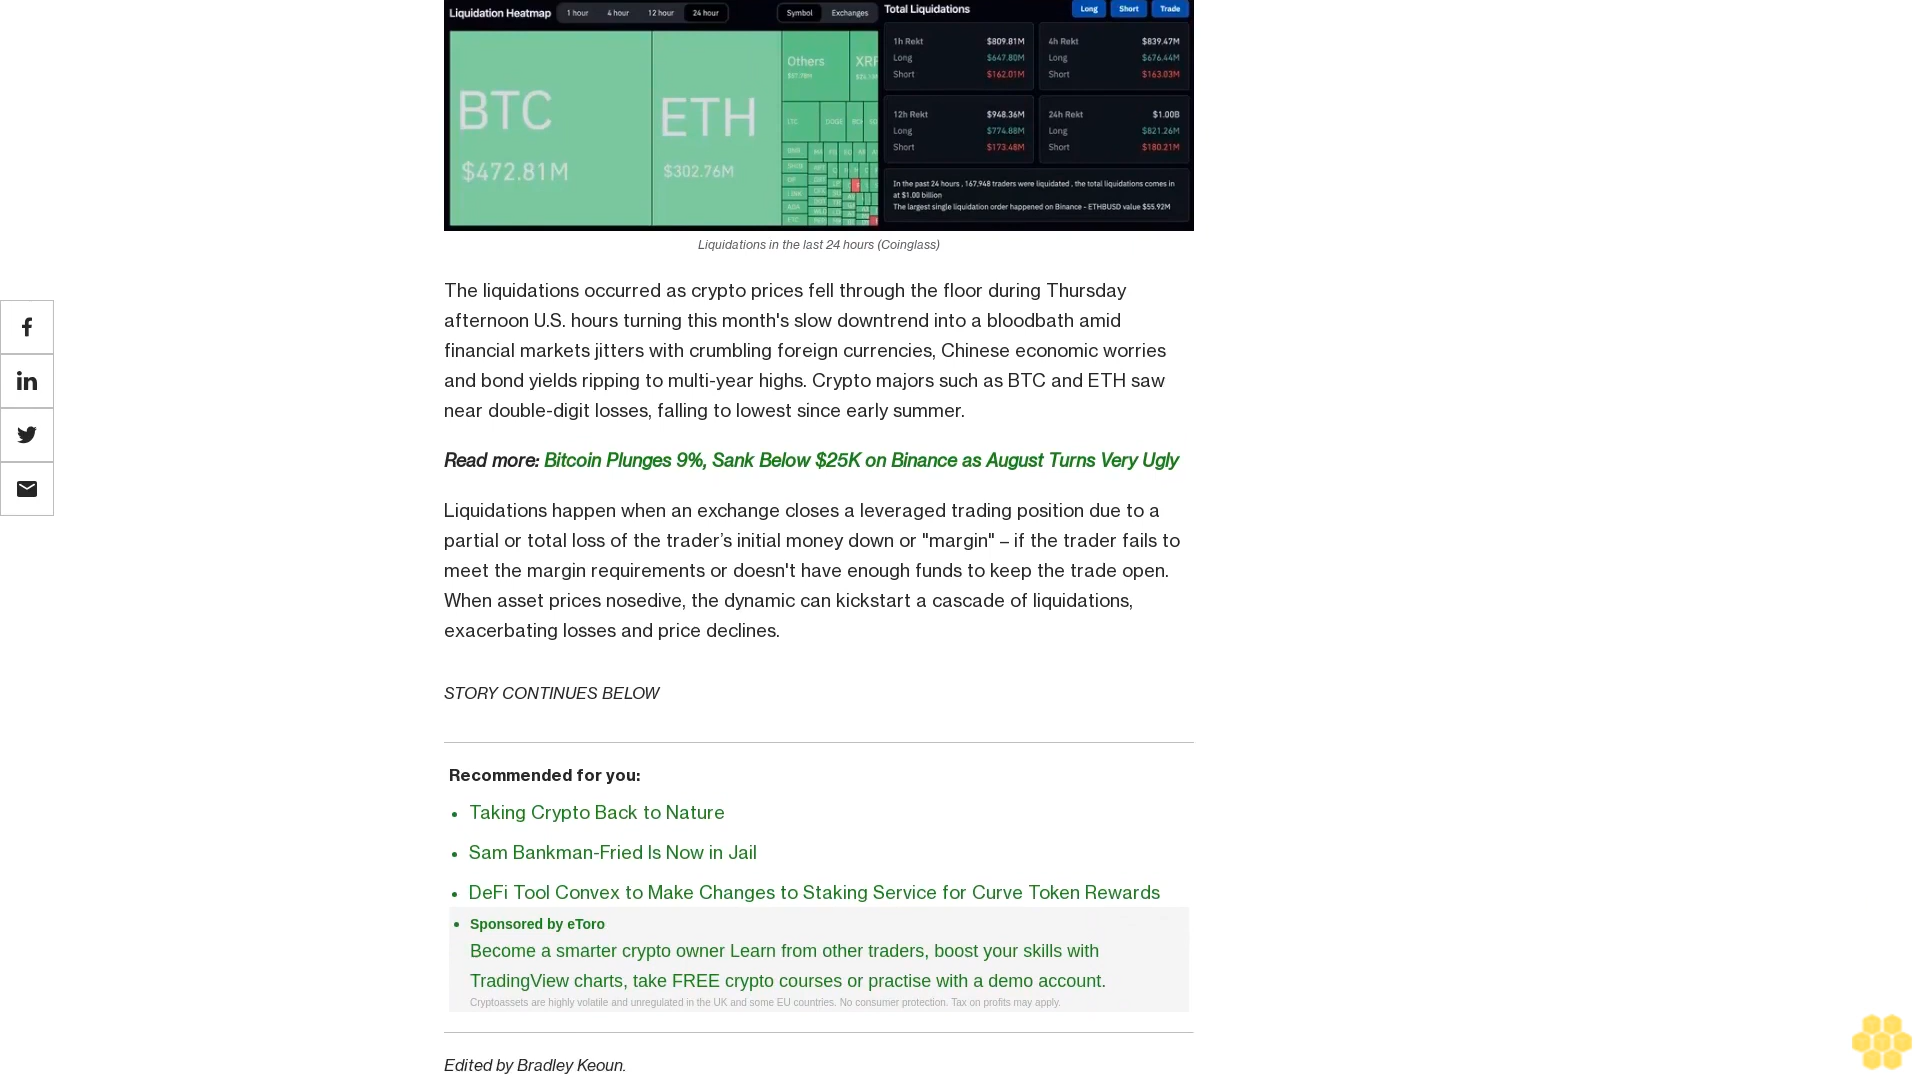 Liquidation Heatmap 1 hour 4 hour 12 hour 24 hour Symbol Exchanges
BTC
$472.81M
ETH
$302.76M
Others
$57.78M
XRP
LTC DOGE
BNB
LINK
ADA
ETC
Total Liquidations Long Short Trade
1h Rekt $809.81M
Long $647.80M
Short $162.01M
4h Rekt $839.47M
Long $676.44M
Short $163.03M
12h Rekt $948.36M
Long $774.88M
Short $173.48M
24h Rekt $1.00B
Long $821.26M
Short $180.21M
In the past 24 hours , 167,948 traders were liquidated , the total liquidations comes in
at $1.00 billion
The largest single liquidation order happened on Binance - ETHBUSD value $55.92M
Liquidations in the last 24 hours (Coinglass)
The liquidations occurred as crypto prices fell through the floor during Thursday
afternoon U.S. hours turning this month's slow downtrend into a bloodbath amid
financial markets jitters with crumbling foreign currencies, Chinese economic worries
and bond yields ripping to multi-year highs. Crypto majors such as BTC and ETH saw
near double-digit losses, falling to lowest since early summer.
Read more: Bitcoin Plunges 9%, Sank Below $25K on Binance as August Turns Very Ugly
Liquidations happen when an exchange closes a leveraged trading position due to a
partial or total loss of the trader’s initial money down or "margin" – if the trader fails to
meet the margin requirements or doesn't have enough funds to keep the trade open.
When asset prices nosedive, the dynamic can kickstart a cascade of liquidations,
exacerbating losses and price declines.
STORY CONTINUES BELOW
Recommended for you:
• Taking Crypto Back to Nature
• Sam Bankman-Fried Is Now in Jail
• DeFi Tool Convex to Make Changes to Staking Service for Curve Token Rewards
• Sponsored by eToro
Become a smarter crypto owner Learn from other traders, boost your skills with
TradingView charts, take FREE crypto courses or practise with a demo account.
Cryptoassets are highly volatile and unregulated in the UK and some EU countries. No consumer protection. Tax on profits may apply.
Edited by Bradley Keoun.